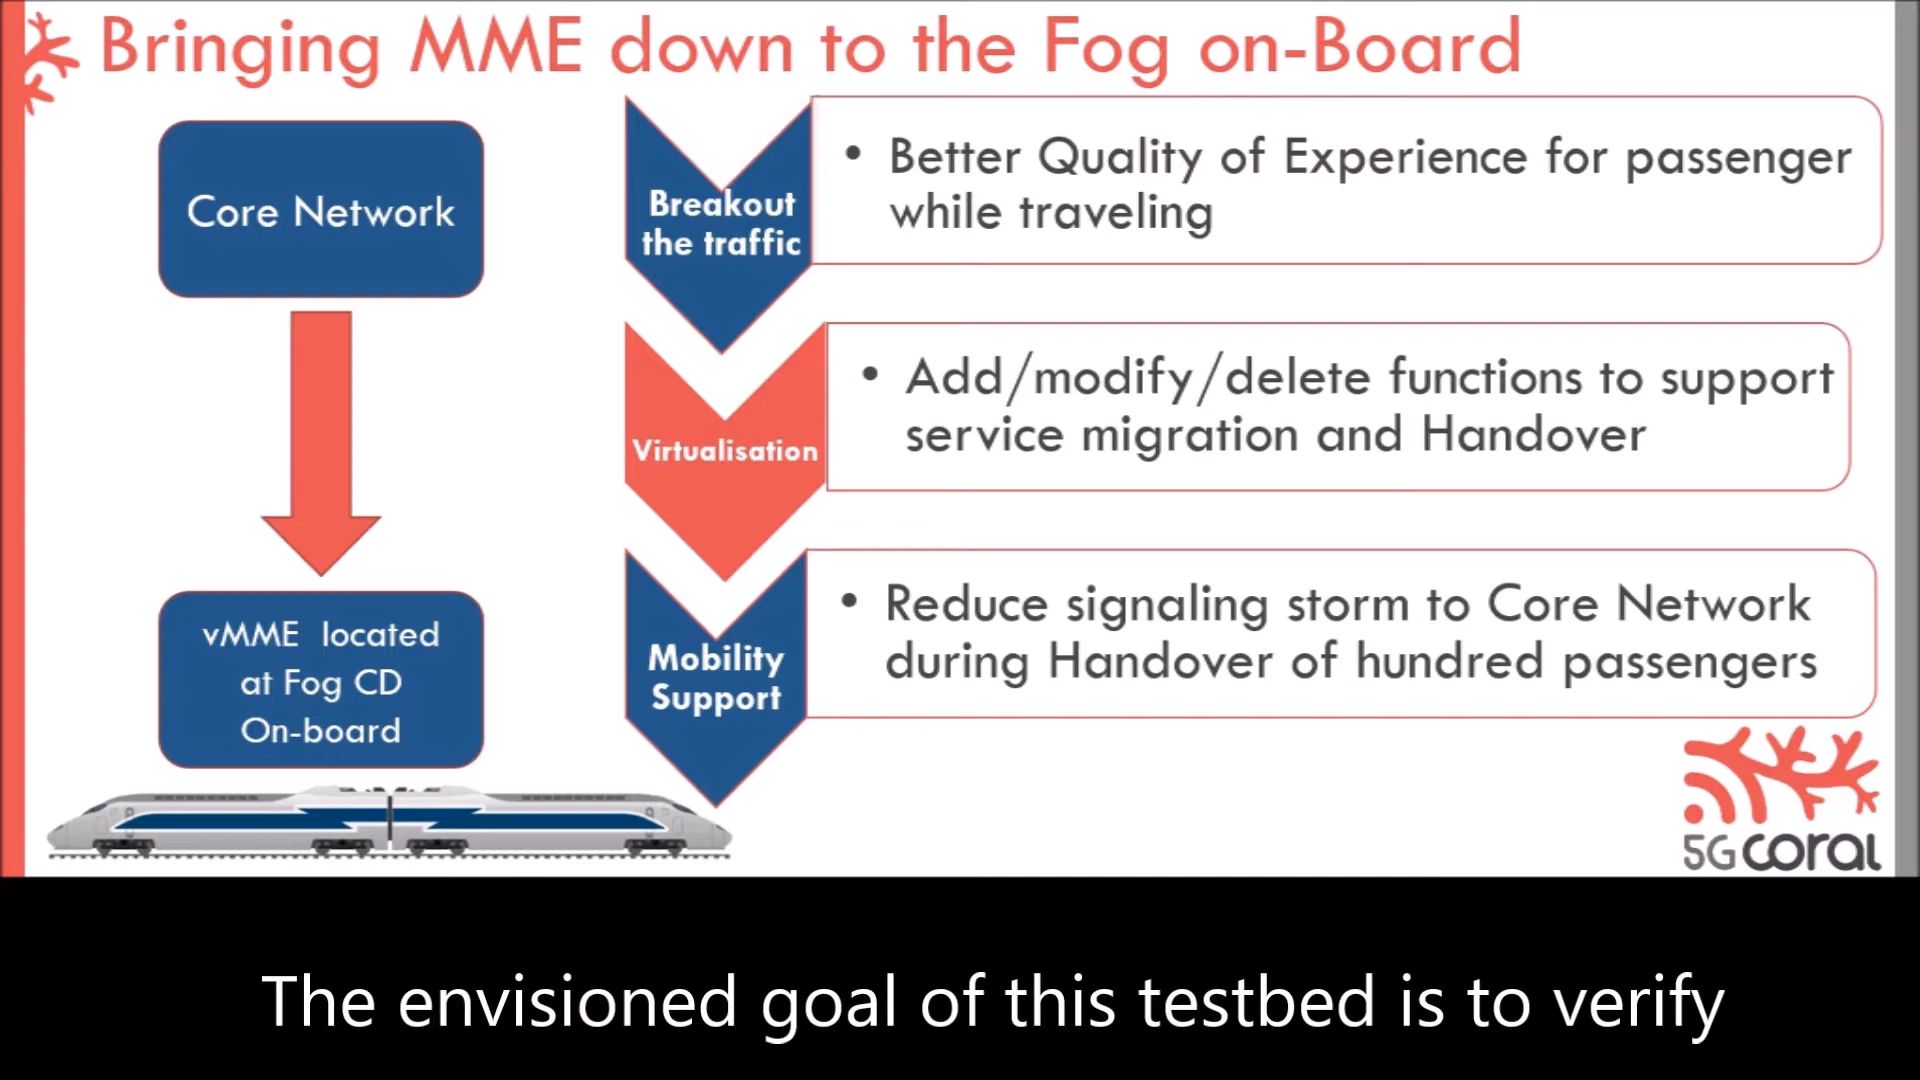 Bringing MME down to the Fog on-Board
Core Network
vMME located
at Fog CD
On-board
Breakout
the traffic
• Better Quality of Experience for passenger
while traveling
Virtualisation
• Add/modify/delete functions to support
service migration and Handover
Mobility
Support
• Reduce signaling storm to Core Network
during Handover of hundred passengers
5G coral
The envisioned goal of this testbed is to verify